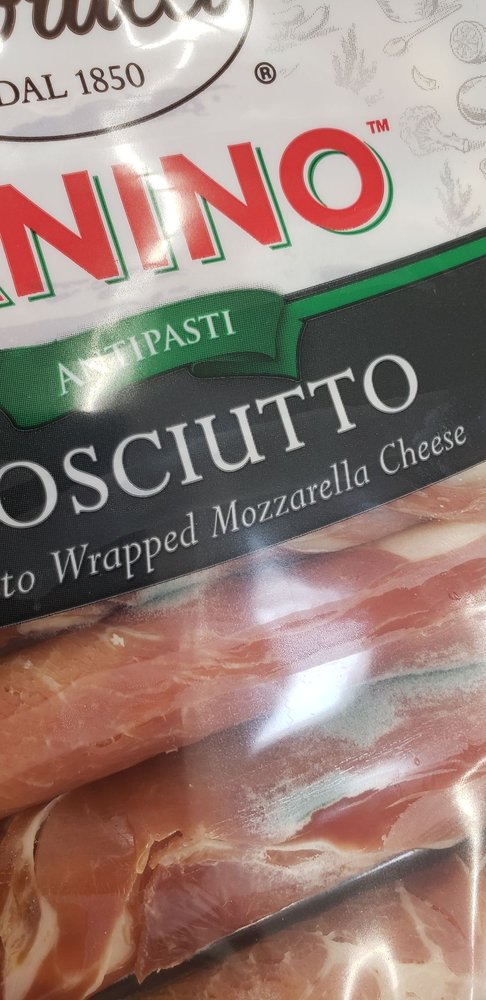 DAL 1850
®
NINO™
ANTIPASTI
OSCIUTTO
to Wrapped Mozzarella Cheese